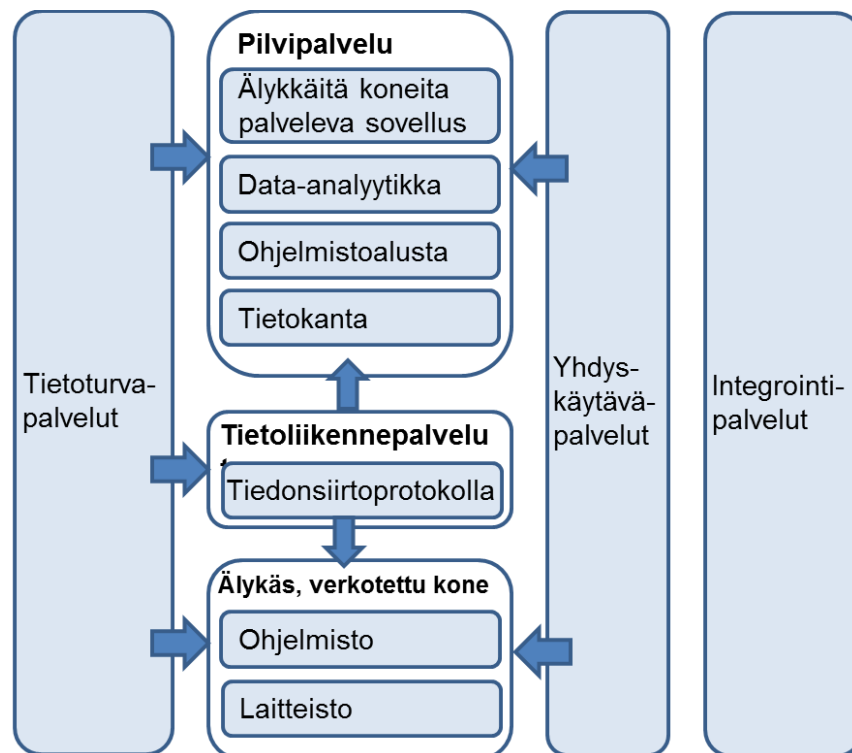 Pilvipalvelu
Älykkäitä koneita
palveleva sovellus
Data-analyytikka
Ohjelmistoalusta
Tietokanta
Tietoturva-
palvelut
Tietoliikennepalvelu
t
Tiedonsiirtoprotokolla
Älykäs, verkotettu kone
Ohjelmisto
Laitteisto
Yhdys-
käytävä-
palvelut
Integrointi-
palvelut